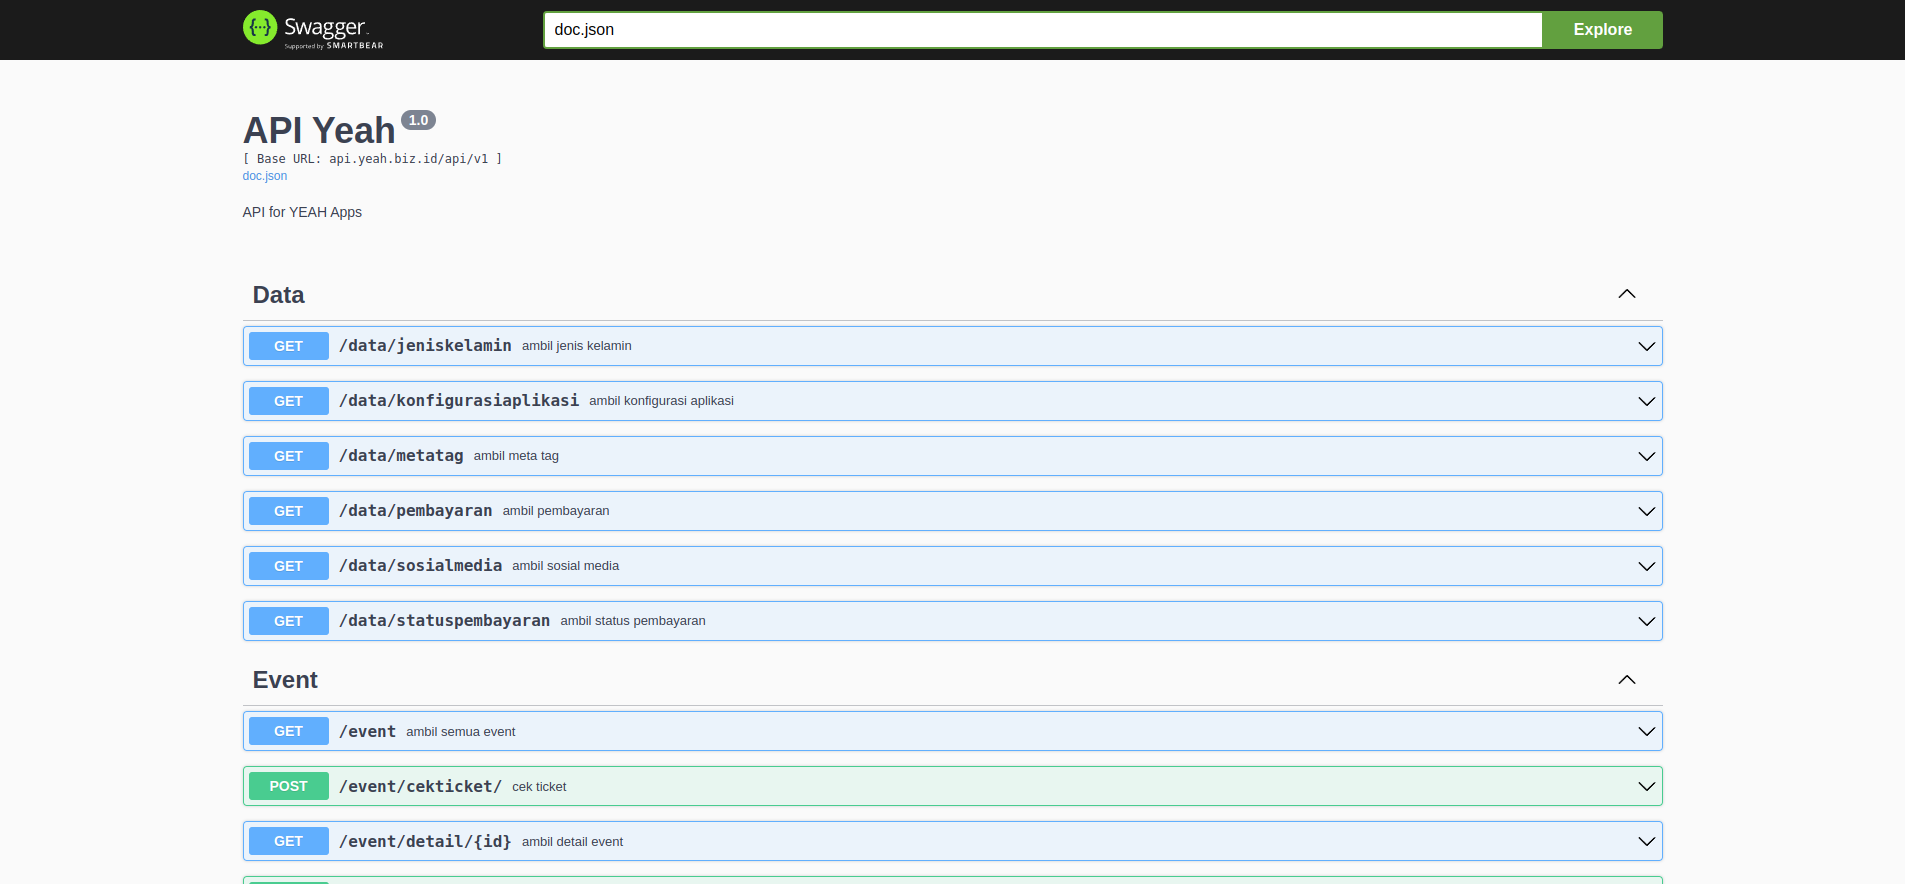 Swagger
Supported by SMARTBEAR
doc.json
Explore
API Yeah 1.0
[ Base URL: api.yeah.biz.id/api/v1 ]
doc.json
API for YEAH Apps
Data
GET /data/jeniskelamin ambil jenis kelamin
GET /data/konfigurasiaplikasi ambil konfigurasi aplikasi
GET /data/metatag ambil meta tag
GET /data/pembayaran ambil pembayaran
GET /data/sosialmedia ambil sosial media
GET /data/statuspembayaran ambil status pembayaran
Event
GET /event ambil semua event
POST /event/cekticket/ cek ticket
GET /event/detail/{id} ambil detail event